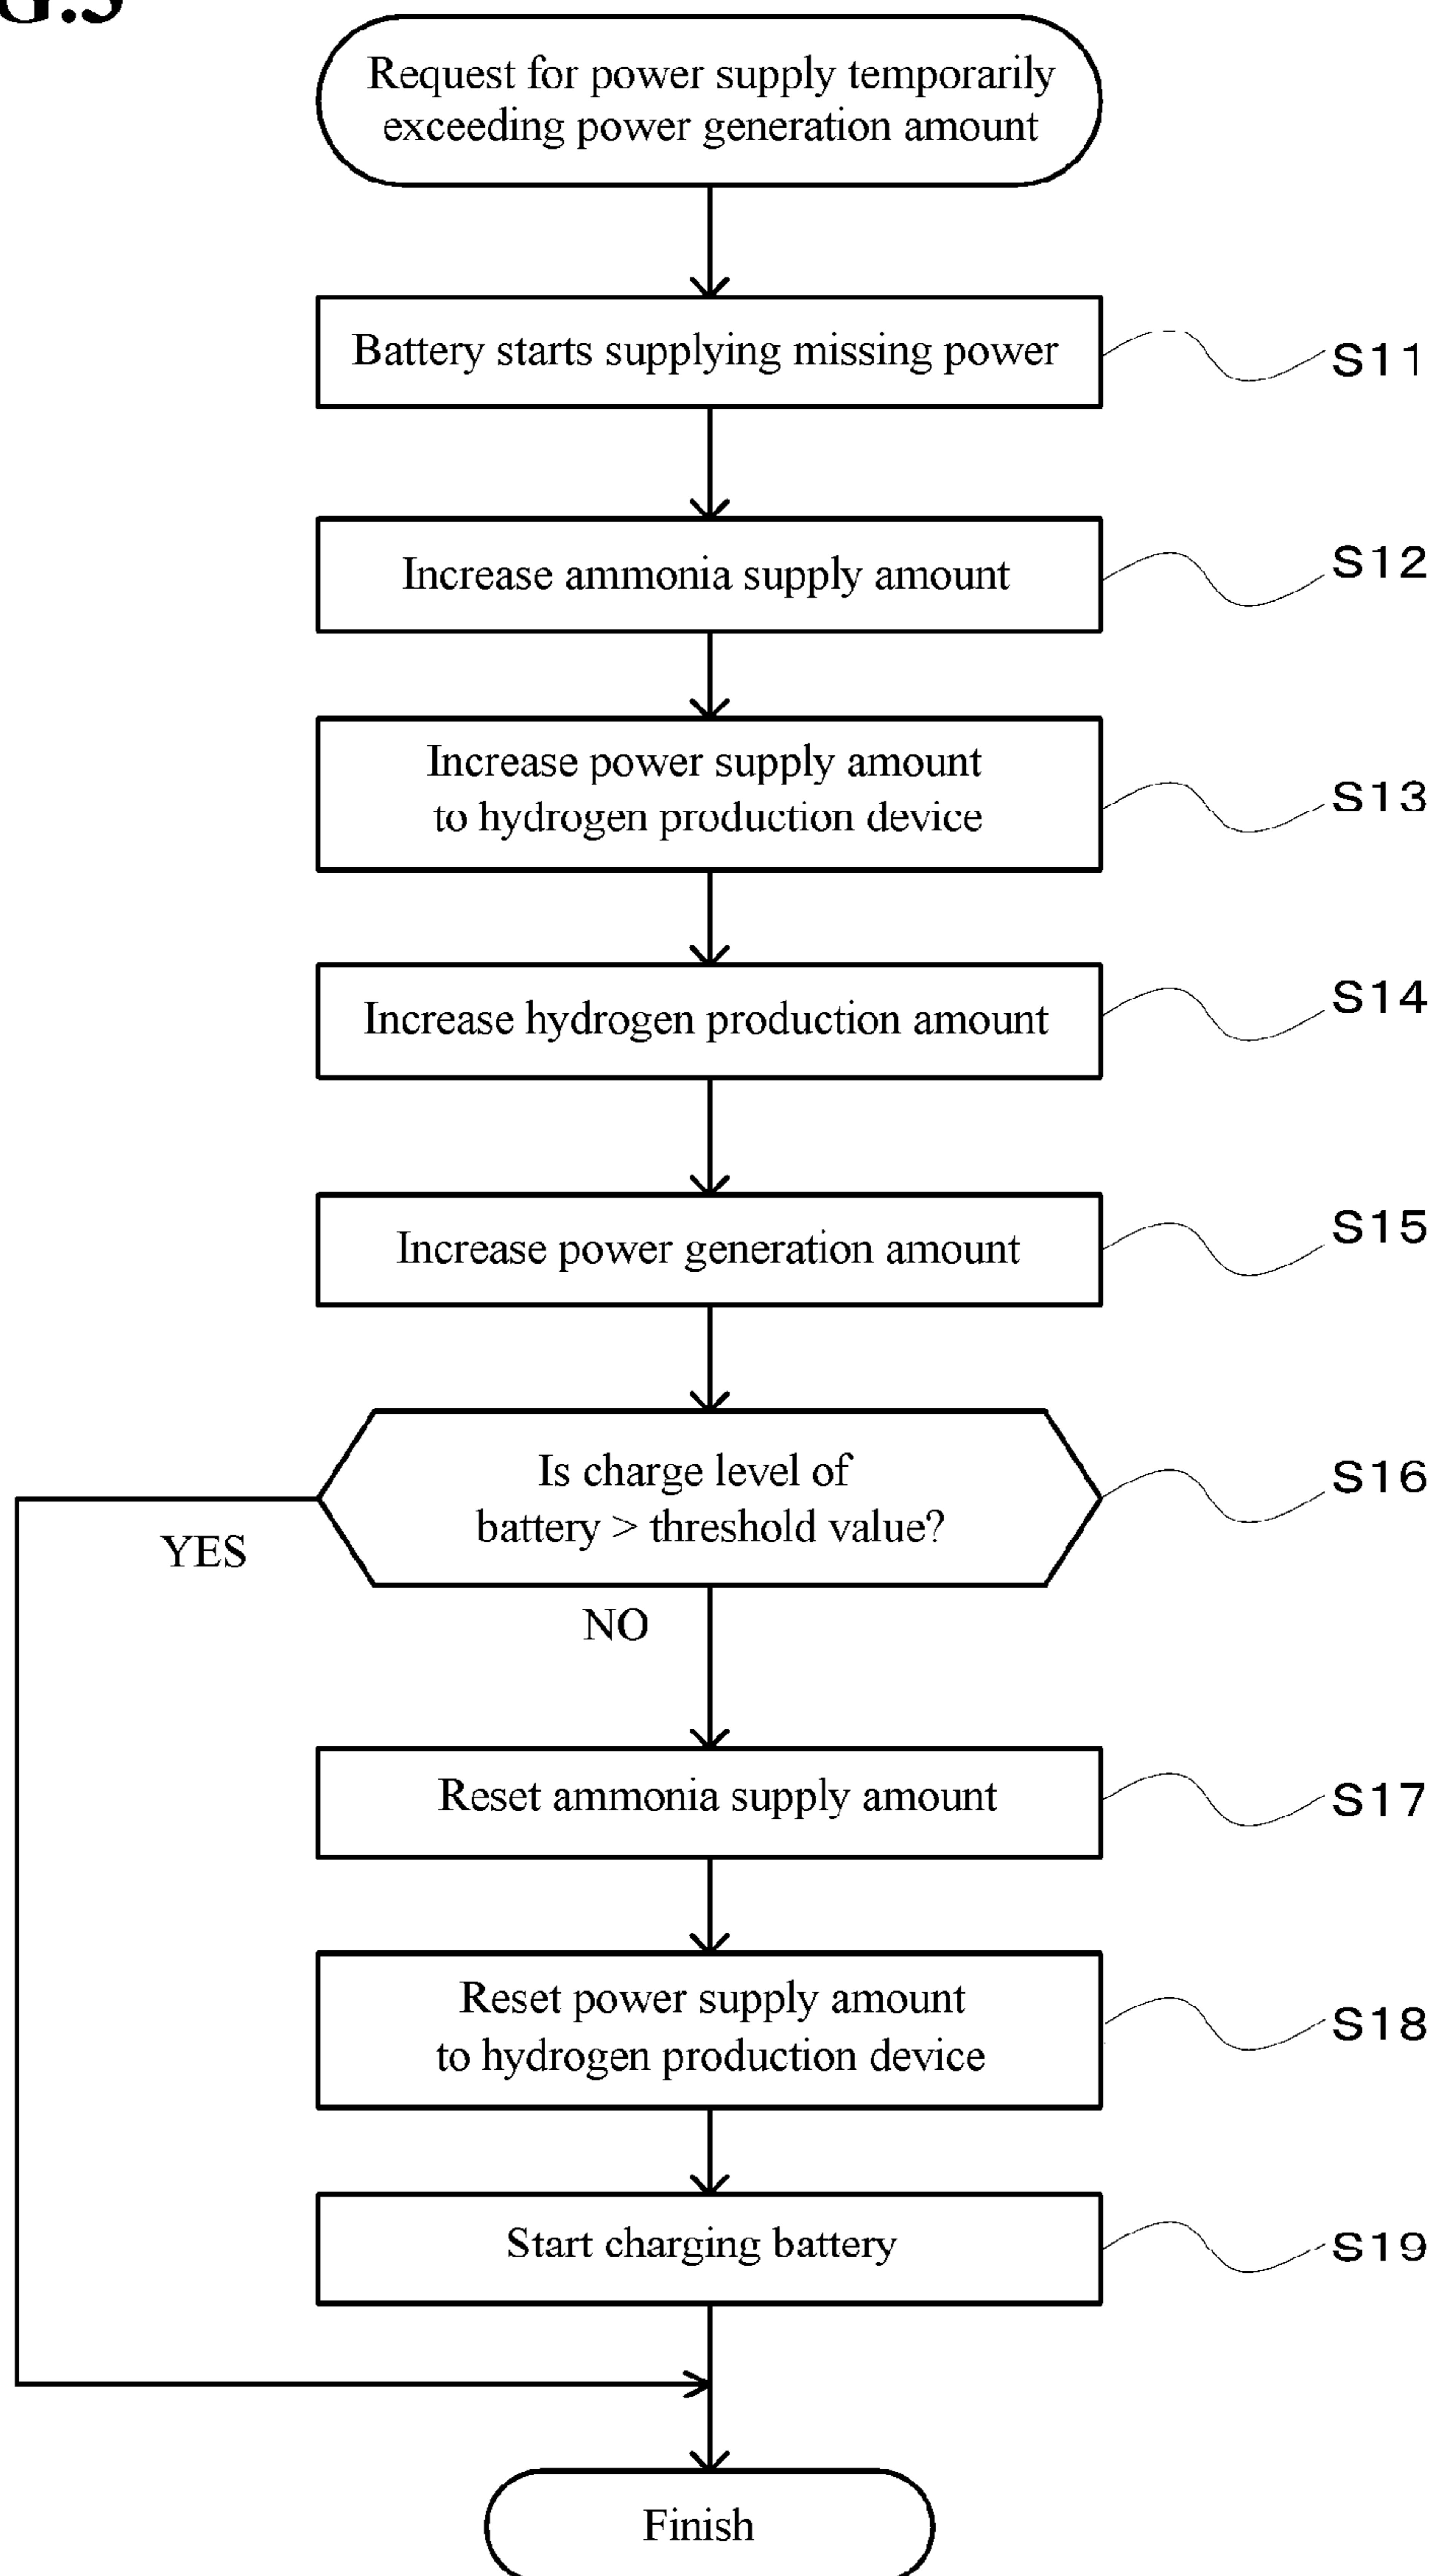 G.5
Request for power supply temporarily
exceeding power generation amount
Battery starts supplying missing power
S11
Increase ammonia supply amount
S12
Increase power supply amount
to hydrogen production device
S13
Increase hydrogen production amount
S14
Increase power generation amount
S15
Is charge level of
battery > threshold value?
S16
YES
NO
Reset ammonia supply amount
S17
Reset power supply amount
to hydrogen production device
S18
Start charging battery
S19
Finish